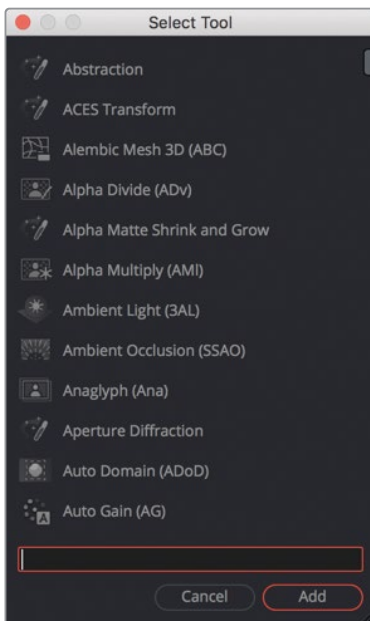 Select Tool
Abstraction
ACES Transform
Alembic Mesh 3D (ABC)
Alpha Divide (ADv)
Alpha Matte Shrink and Grow
Alpha Multiply (AMl)
Ambient Light (3AL)
Ambient Occlusion (SSAO)
Anaglyph (Ana)
Aperture Diffraction
Auto Domain (ADoD)
Auto Gain (AG)
Cancel
Add